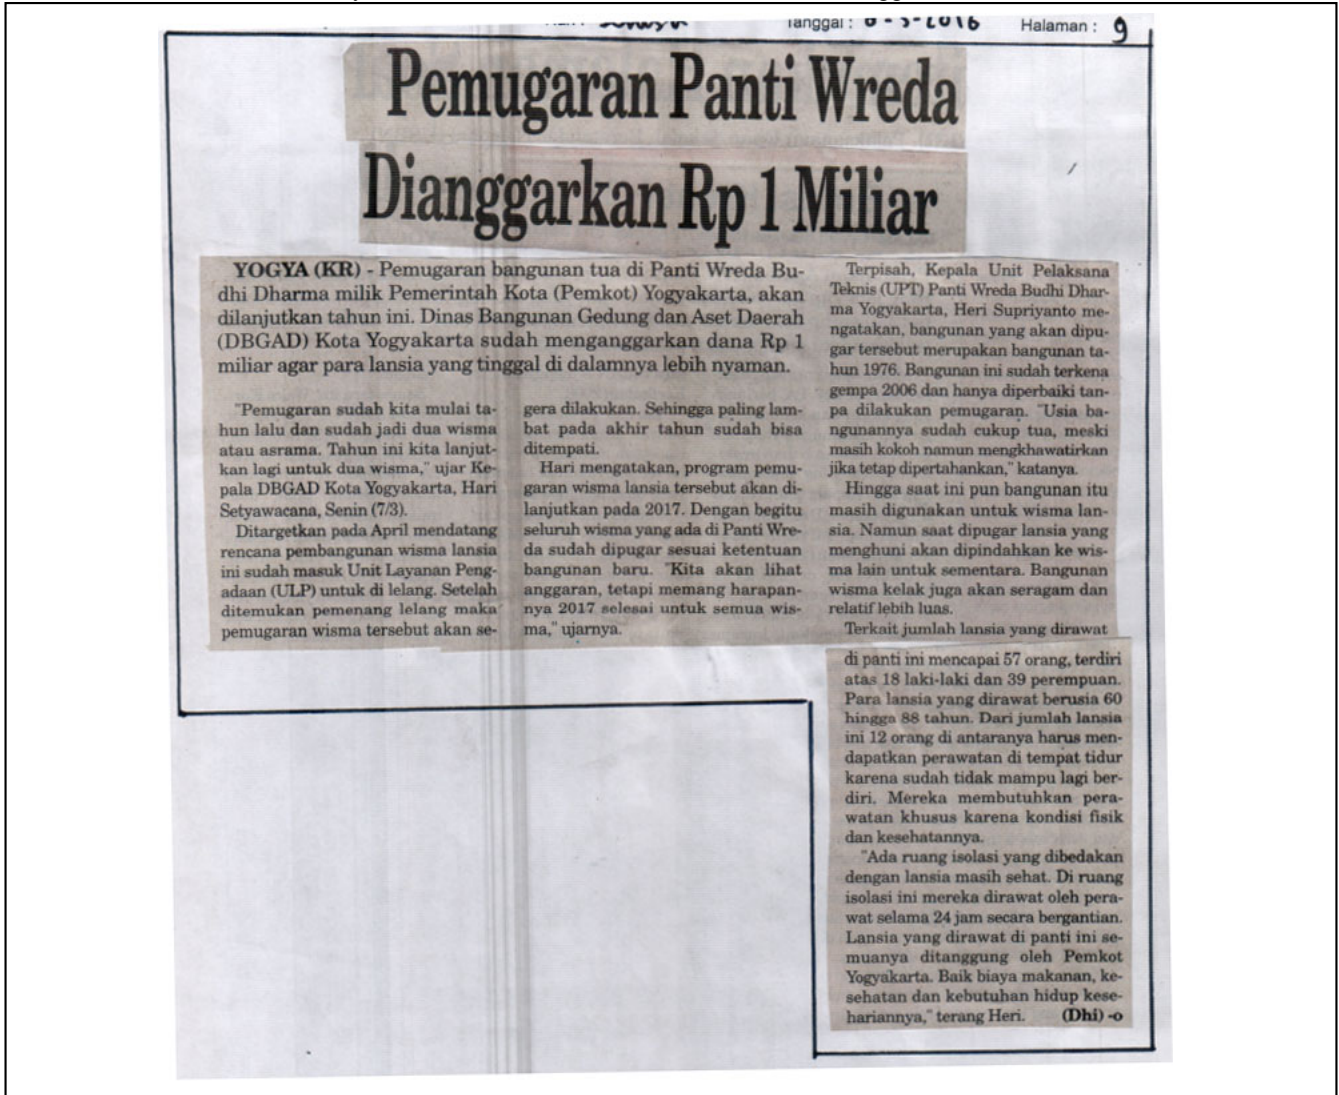 Tanggal : 8-3-2016 Halaman : 9
Pemugaran Panti Wreda
Dianggarkan Rp 1 Miliar
YOGYA (KR) - Pemugaran bangunan tua di Panti Wreda Bu-
dhi Dharma milik Pemerintah Kota (Pemkot) Yogyakarta, akan
dilanjutkan tahun ini. Dinas Bangunan Gedung dan Aset Daerah
(DBGAD) Kota Yogyakarta sudah menganggarkan dana Rp 1
miliar agar para lansia yang tinggal di dalamnya lebih nyaman.
"Pemugaran sudah kita mulai ta-
hun lalu dan sudah jadi dua wisma
atau asrama. Tahun ini kita lanjut-
kan lagi untuk dua wisma," ujar Ke-
pala DBGAD Kota Yogyakarta, Hari
Setyawacana, Senin (7/3).
Ditargetkan pada April mendatang
rencana pembangunan wisma lansia
ini sudah masuk Unit Layanan Peng-
adaan (ULP) untuk di lelang. Setelah
ditemukan pemenang lelang maka
pemugaran wisma tersebut akan se-
gera dilakukan. Sehingga paling lam-
bat pada akhir tahun sudah bisa
ditempati.
Hari mengatakan, program pemu-
garan wisma lansia tersebut akan di-
lanjutkan pada 2017. Dengan begitu
seluruh wisma yang ada di Panti Wre-
da sudah dipugar sesuai ketentuan
bangunan baru. "Kita akan lihat
anggaran, tetapi memang harapan-
nya 2017 selesai untuk semua wis-
ma," ujarnya.
Terpisah, Kepala Unit Pelaksana
Teknis (UPT) Panti Wreda Budhi Dhar-
ma Yogyakarta, Heri Supriyanto me-
ngatakan, bangunan yang akan dipu-
gar tersebut merupakan bangunan ta-
hun 1976. Bangunan ini sudah terkena
gempa 2006 dan hanya diperbaiki tan-
pa dilakukan pemugaran. "Usia ba-
ngunannya sudah cukup tua, meski
masih kokoh namun mengkhawatirkan
jika tetap dipertahankan," katanya.
Hingga saat ini pun bangunan itu
masih digunakan untuk wisma lan-
sia. Namun saat dipugar lansia yang
menghuni akan dipindahkan ke wis-
ma lain untuk sementara. Bangunan
wisma kelak juga akan seragam dan
relatif lebih luas.
Terkait jumlah lansia yang dirawat
di panti ini mencapai 57 orang, terdiri
atas 18 laki-laki dan 39 perempuan.
Para lansia yang dirawat berusia 60
hingga 88 tahun. Dari jumlah lansia
ini 12 orang di antaranya harus men-
dapatkan perawatan di tempat tidur
karena sudah tidak mampu lagi ber-
diri. Mereka membutuhkan pera-
watan khusus karena kondisi fisik
dan kesehatannya.
"Ada ruang isolasi yang dibedakan
dengan lansia masih sehat. Di ruang
isolasi ini mereka dirawat oleh pera-
wat selama 24 jam secara bergantian.
Lansia yang dirawat di panti ini se-
muanya ditanggung oleh Pemkot
Yogyakarta. Baik biaya makanan, ke-
sehatan dan kebutuhan hidup kese-
hariannya," terang Heri. (Dhi) -o